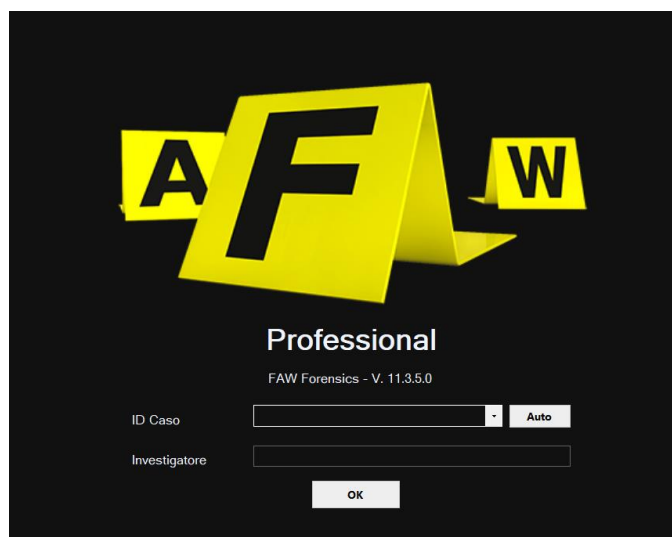 A F W
Professional
FAW Forensics - V. 11.3.5.0
ID Caso Auto
Investigatore
OK